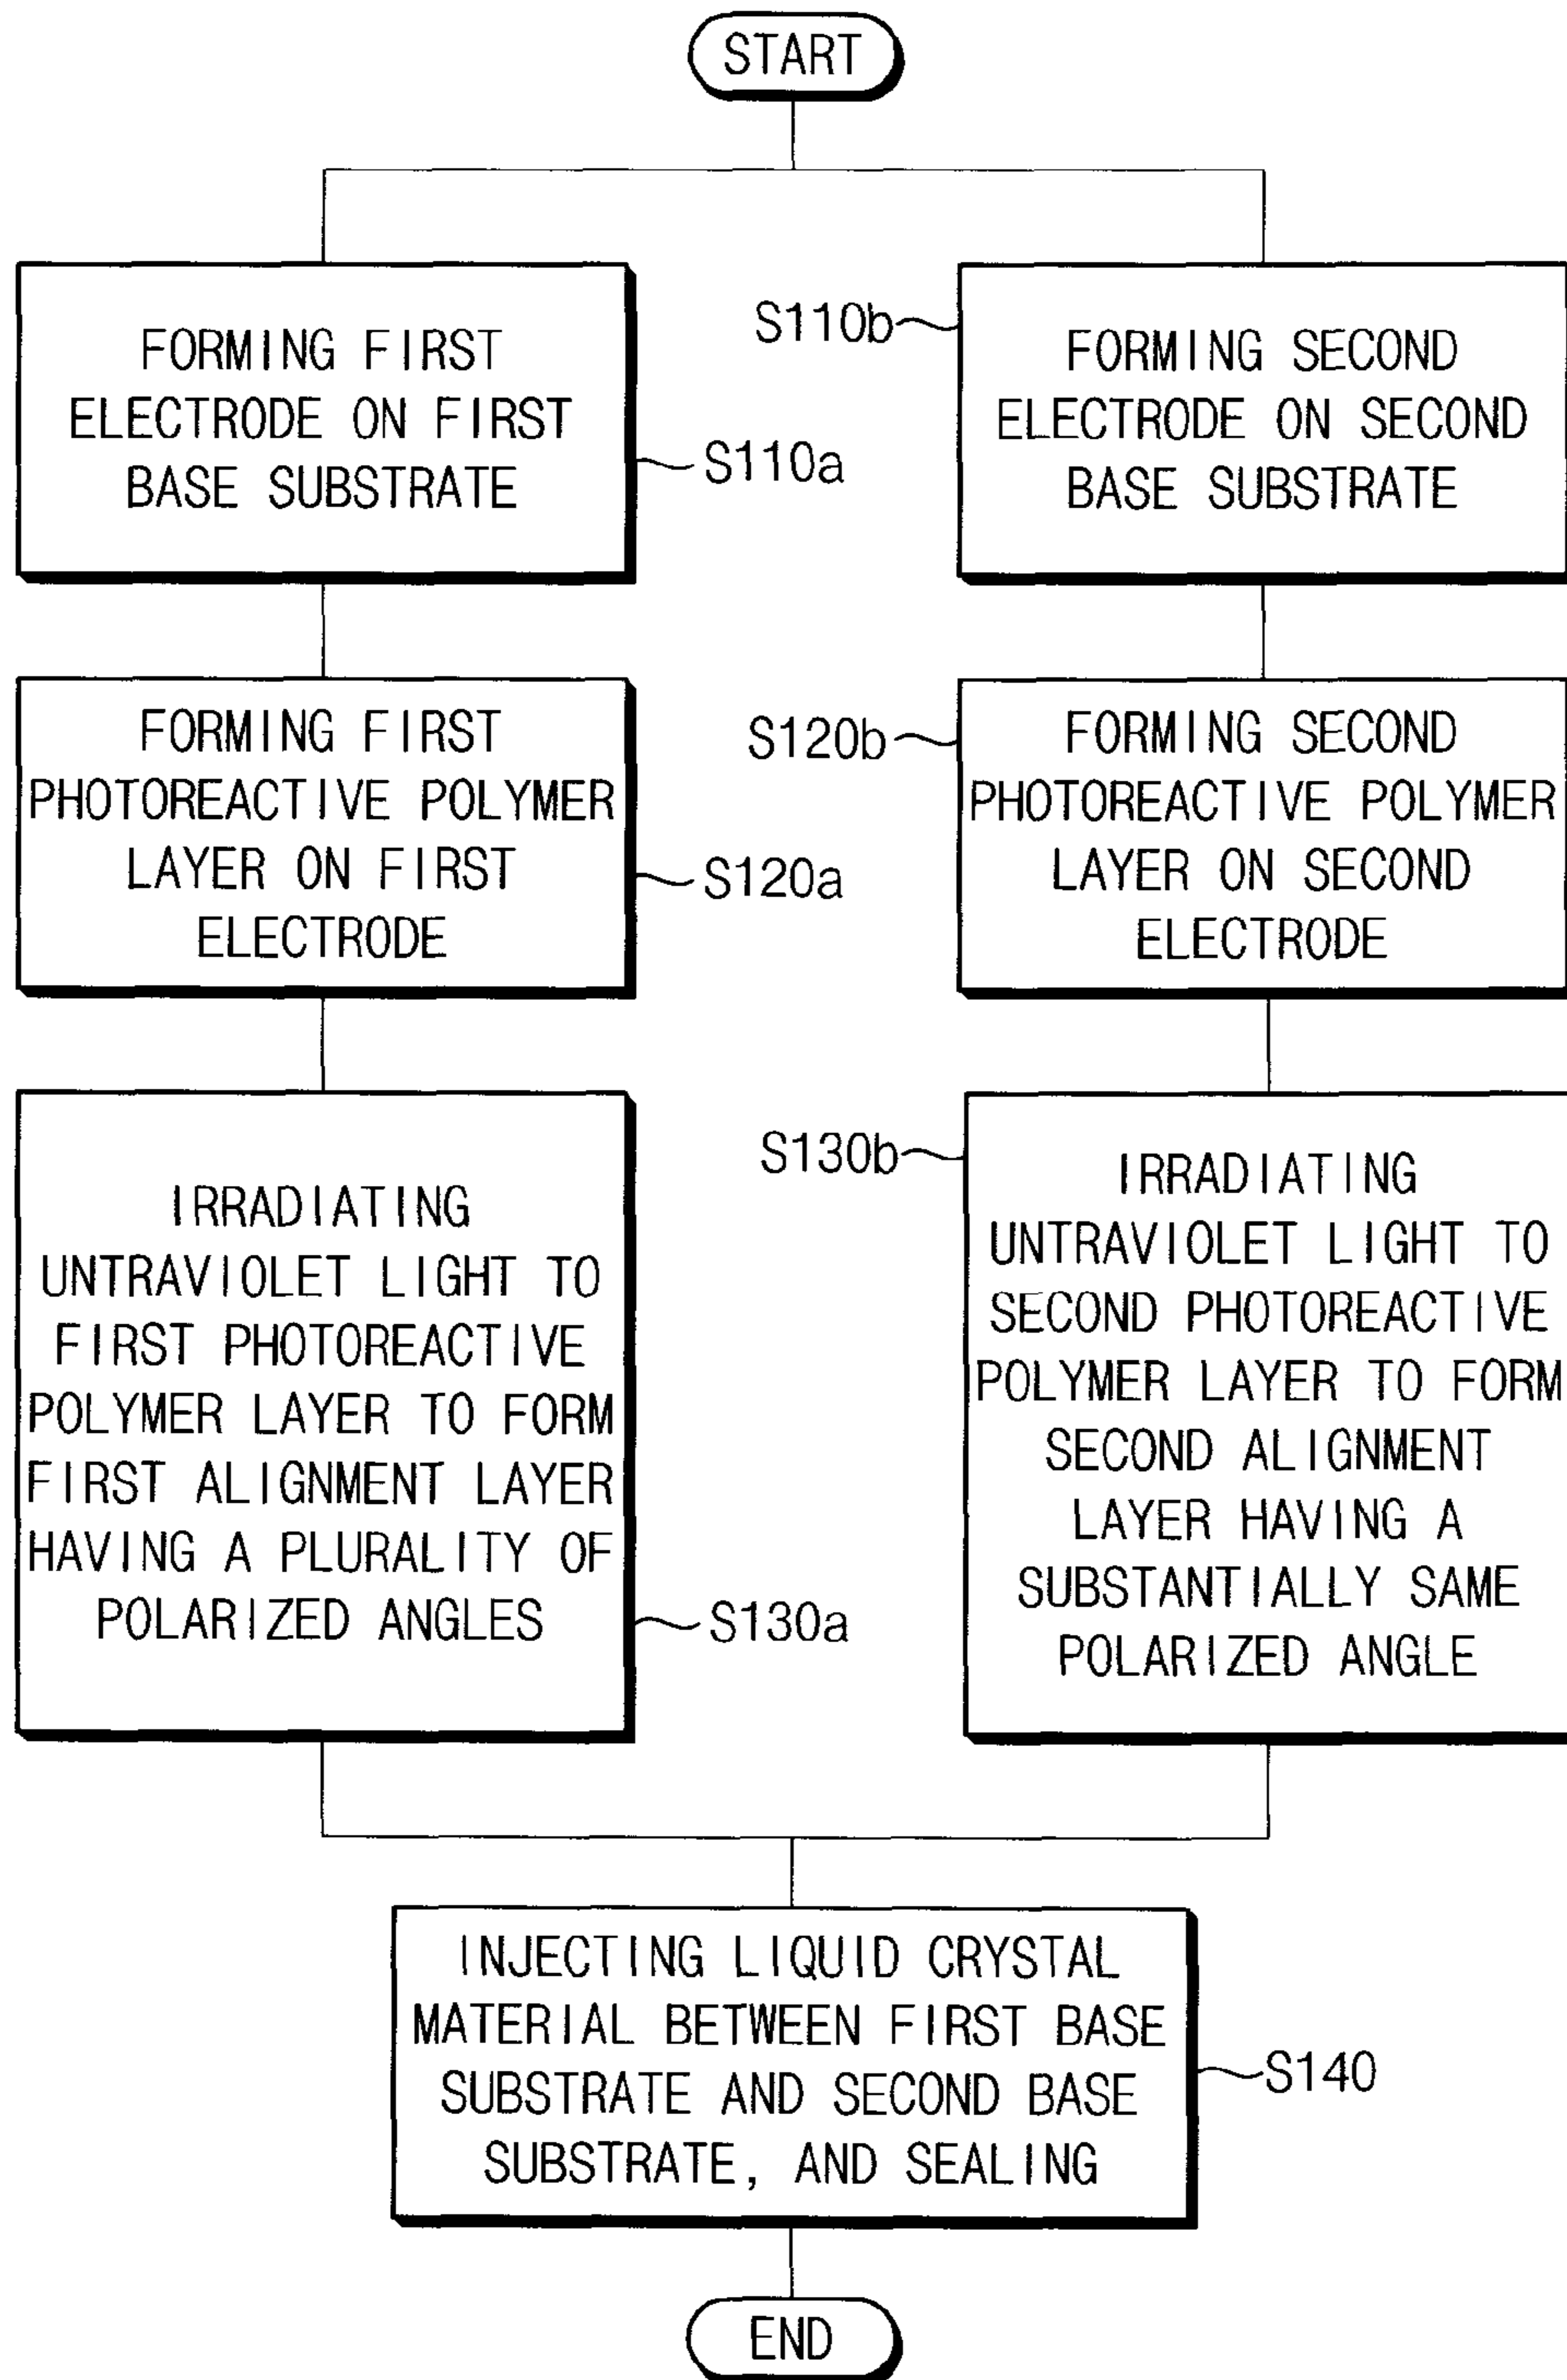 START
FORMING FIRST
ELECTRODE ON FIRST
BASE SUBSTRATE
S110a
S110b
FORMING SECOND
ELECTRODE ON SECOND
BASE SUBSTRATE
FORMING FIRST
PHOTOREACTIVE POLYMER
LAYER ON FIRST
ELECTRODE
S120a
S120b
FORMING SECOND
PHOTOREACTIVE POLYMER
LAYER ON SECOND
ELECTRODE
IRRADIATING
UNTRAVIOLET LIGHT TO
FIRST PHOTOREACTIVE
POLYMER LAYER TO FORM
FIRST ALIGNMENT LAYER
HAVING A PLURALITY OF
POLARIZED ANGLES
S130a
S130b
IRRADIATING
UNTRAVIOLET LIGHT TO
SECOND PHOTOREACTIVE
POLYMER LAYER TO FORM
SECOND ALIGNMENT
LAYER HAVING A
SUBSTANTIALLY SAME
POLARIZED ANGLE
INJECTING LIQUID CRYSTAL
MATERIAL BETWEEN FIRST BASE
SUBSTRATE AND SECOND BASE
SUBSTRATE, AND SEALING
S140
END